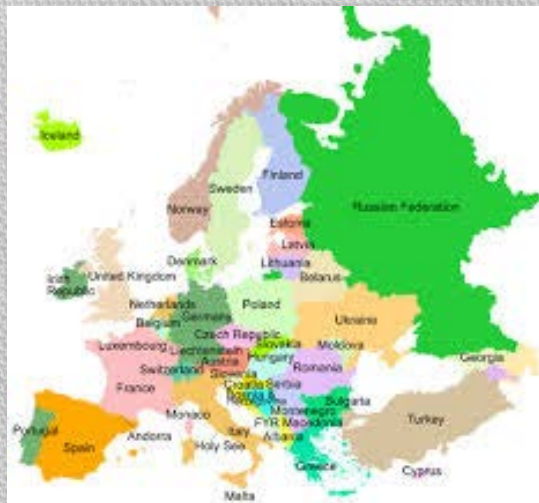 Iceland
Finland
Sweden
Norway
Russian Federation
Estonia
Latvia
Denmark
Lithuania
Irish
Republic
United Kingdom
Belarus
Netherlands
Germany
Poland
Belgium
Ukraine
Czech Republic
Luxembourg
Slovakia
Moldova
Liechtenstein
Austria
Hungary
Georgia
Switzerland
Slovenia
Romania
France
Croatia
Serbia
Bosnia &
Bulgaria
Monaco
Montenegro
Portugal
Spain
Andorra
Italy
FYR Macedonia
Turkey
Holy See
Albania
Greece
Cyprus
Malta